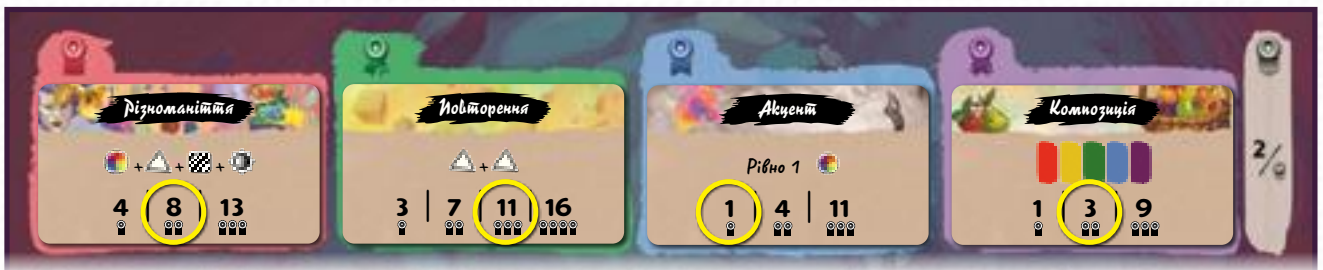 Різноманіття
+ + +
4 | 8 | 13
Повторення
+
3 | 7 | 11 | 16
Акцент
Рівно 1
1 | 4 | 11
Композиція
1 | 3 | 9
2/